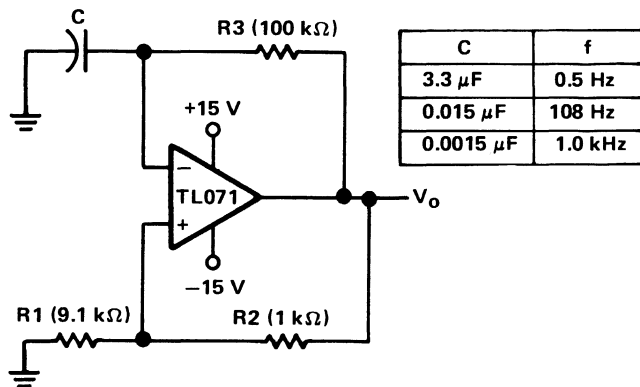 C
R3 (100 kΩ)
+15 V
−
TL071
+
−15 V
Vo
R1 (9.1 kΩ)
R2 (1 kΩ)
C f
3.3 μF 0.5 Hz
0.015 μF 108 Hz
0.0015 μF 1.0 kHz